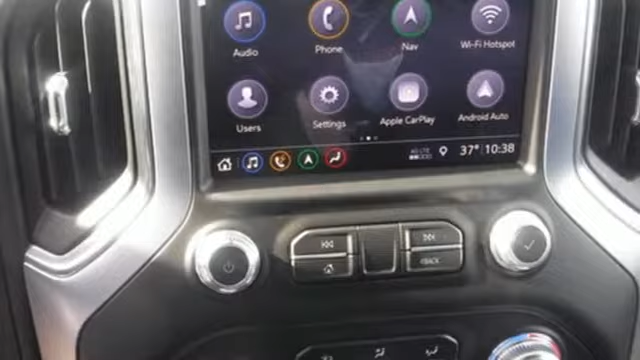 Audio Phone Nav Wi-Fi Hotspot
Users Settings Apple CarPlay Android Auto
4G LTE 37° 10:38
BACK